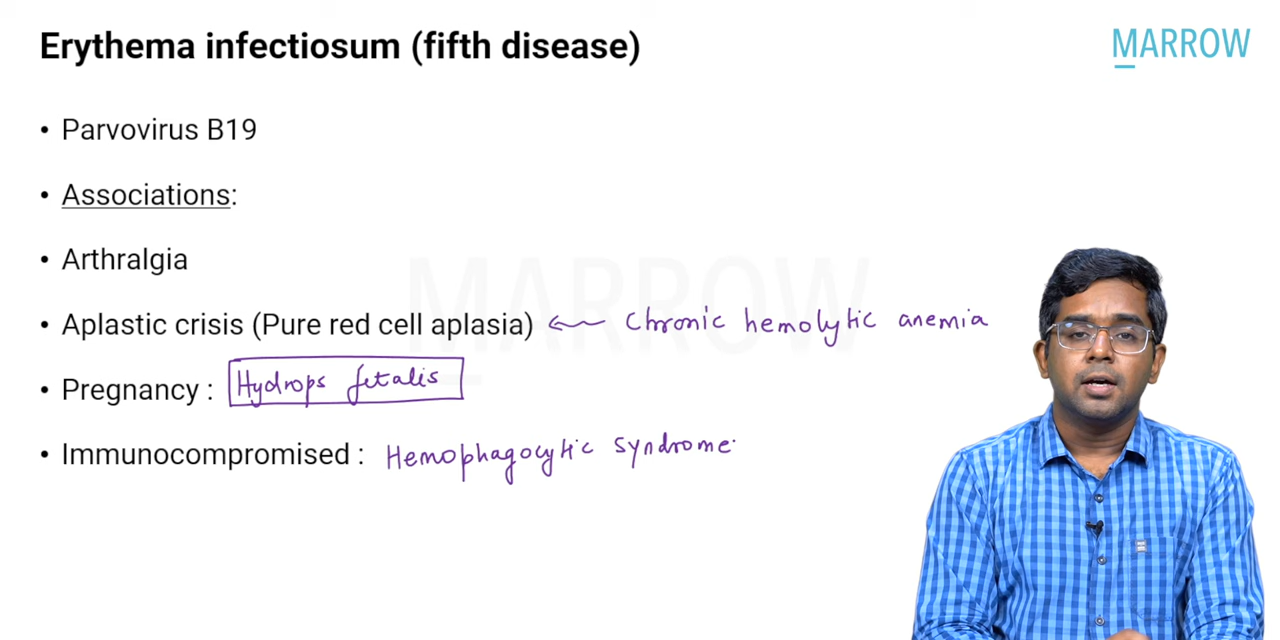 Erythema infectiosum (fifth disease)
MARROW
• Parvovirus B19
• Associations:
• Arthralgia
MARROW
• Aplastic crisis (Pure red cell aplasia) ← Chronic hemolytic anemia
• Pregnancy : Hydrops fetalis
• Immunocompromised : Hemophagocytic syndrome